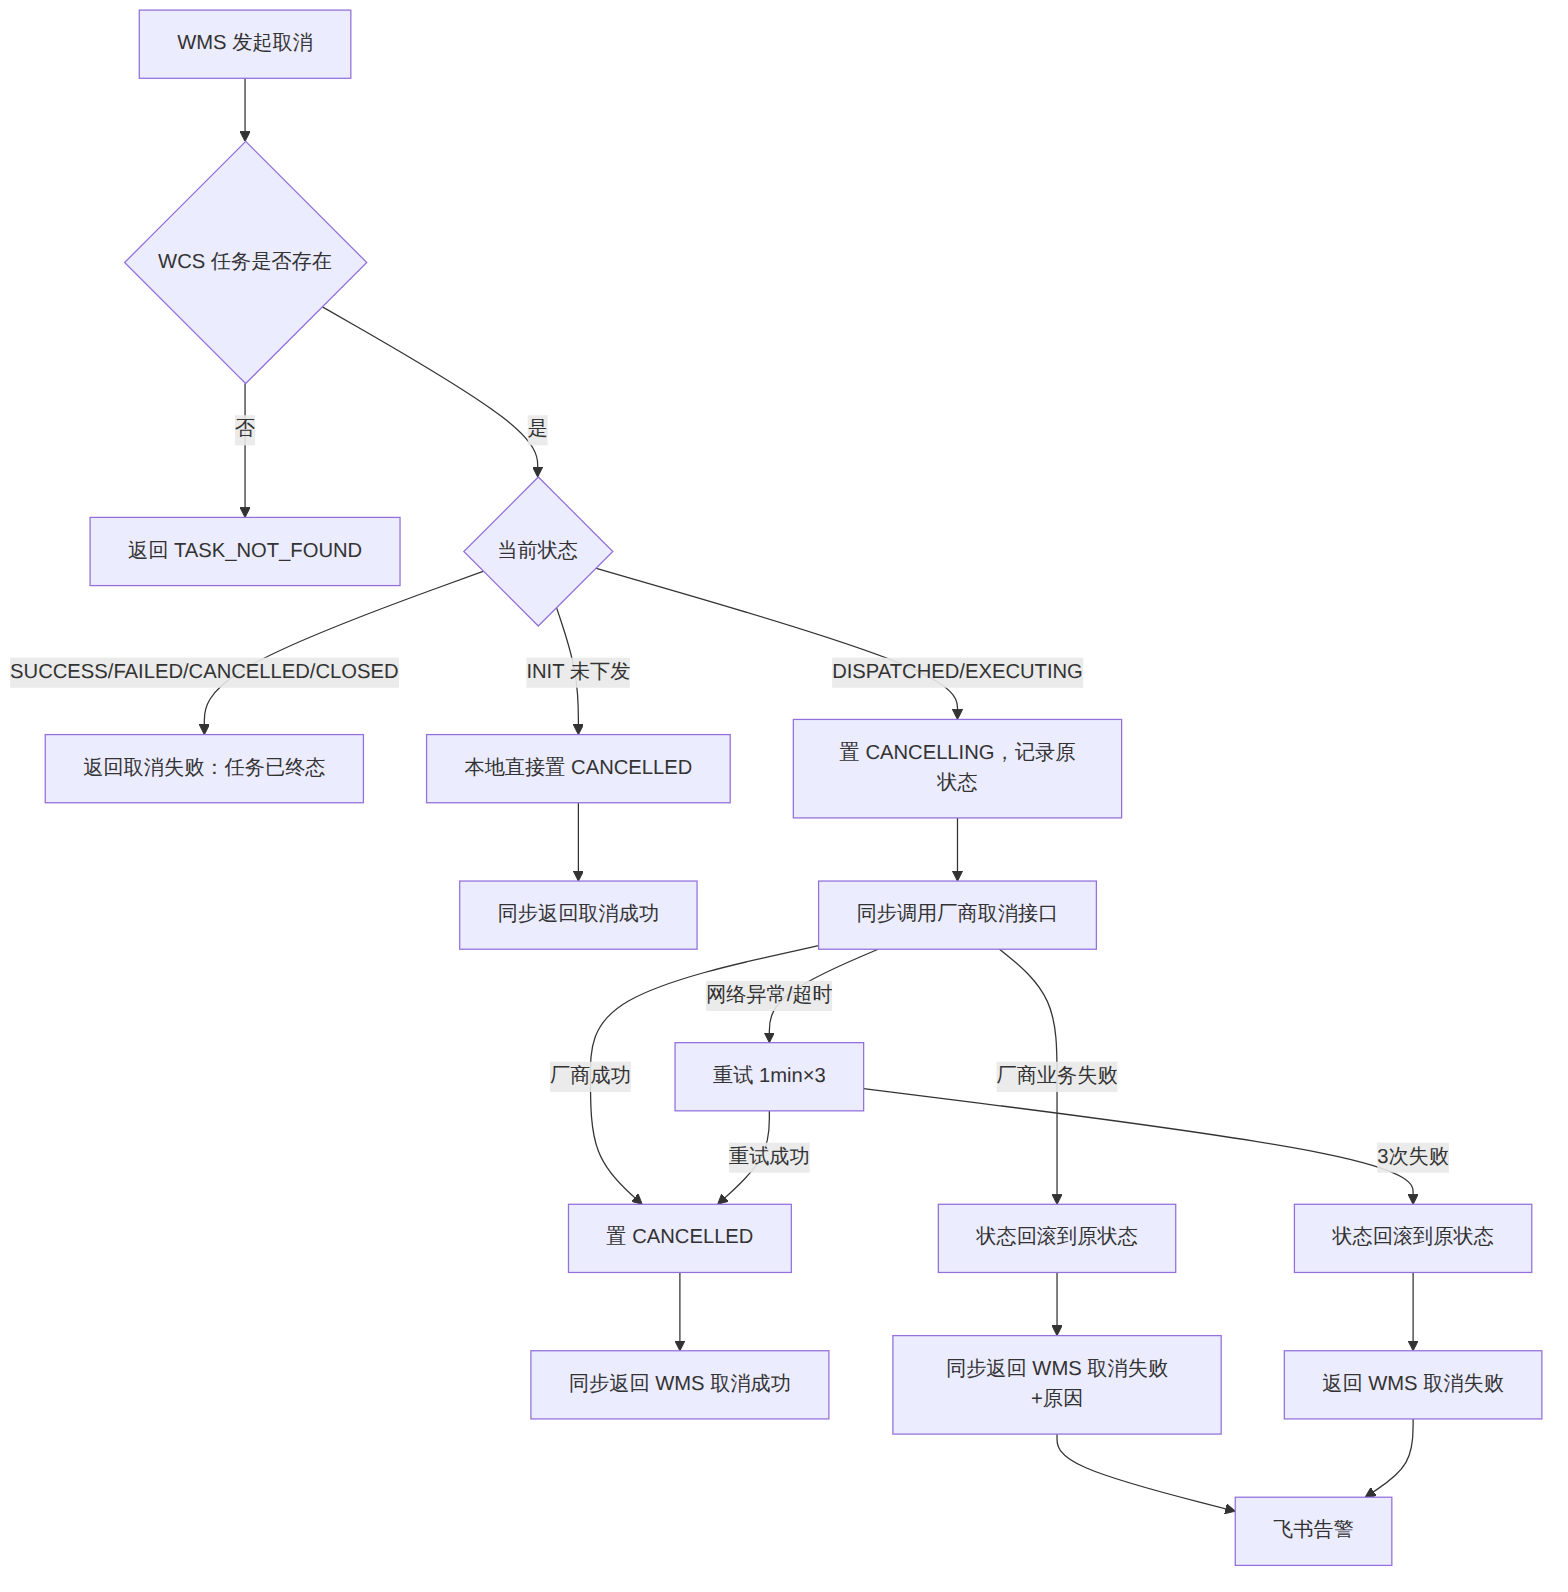 WMS 发起取消
WCS 任务是否存在
否
是
返回 TASK_NOT_FOUND
当前状态
SUCCESS/FAILED/CANCELLED/CLOSED
INIT 未下发
DISPATCHED/EXECUTING
返回取消失败：任务已终态
本地直接置 CANCELLED
置 CANCELLING，记录原
状态
同步返回取消成功
同步调用厂商取消接口
网络异常/超时
厂商成功
重试 1min×3
厂商业务失败
重试成功
3次失败
置 CANCELLED
状态回滚到原状态
状态回滚到原状态
同步返回 WMS 取消成功
同步返回 WMS 取消失败
+原因
返回 WMS 取消失败
飞书告警